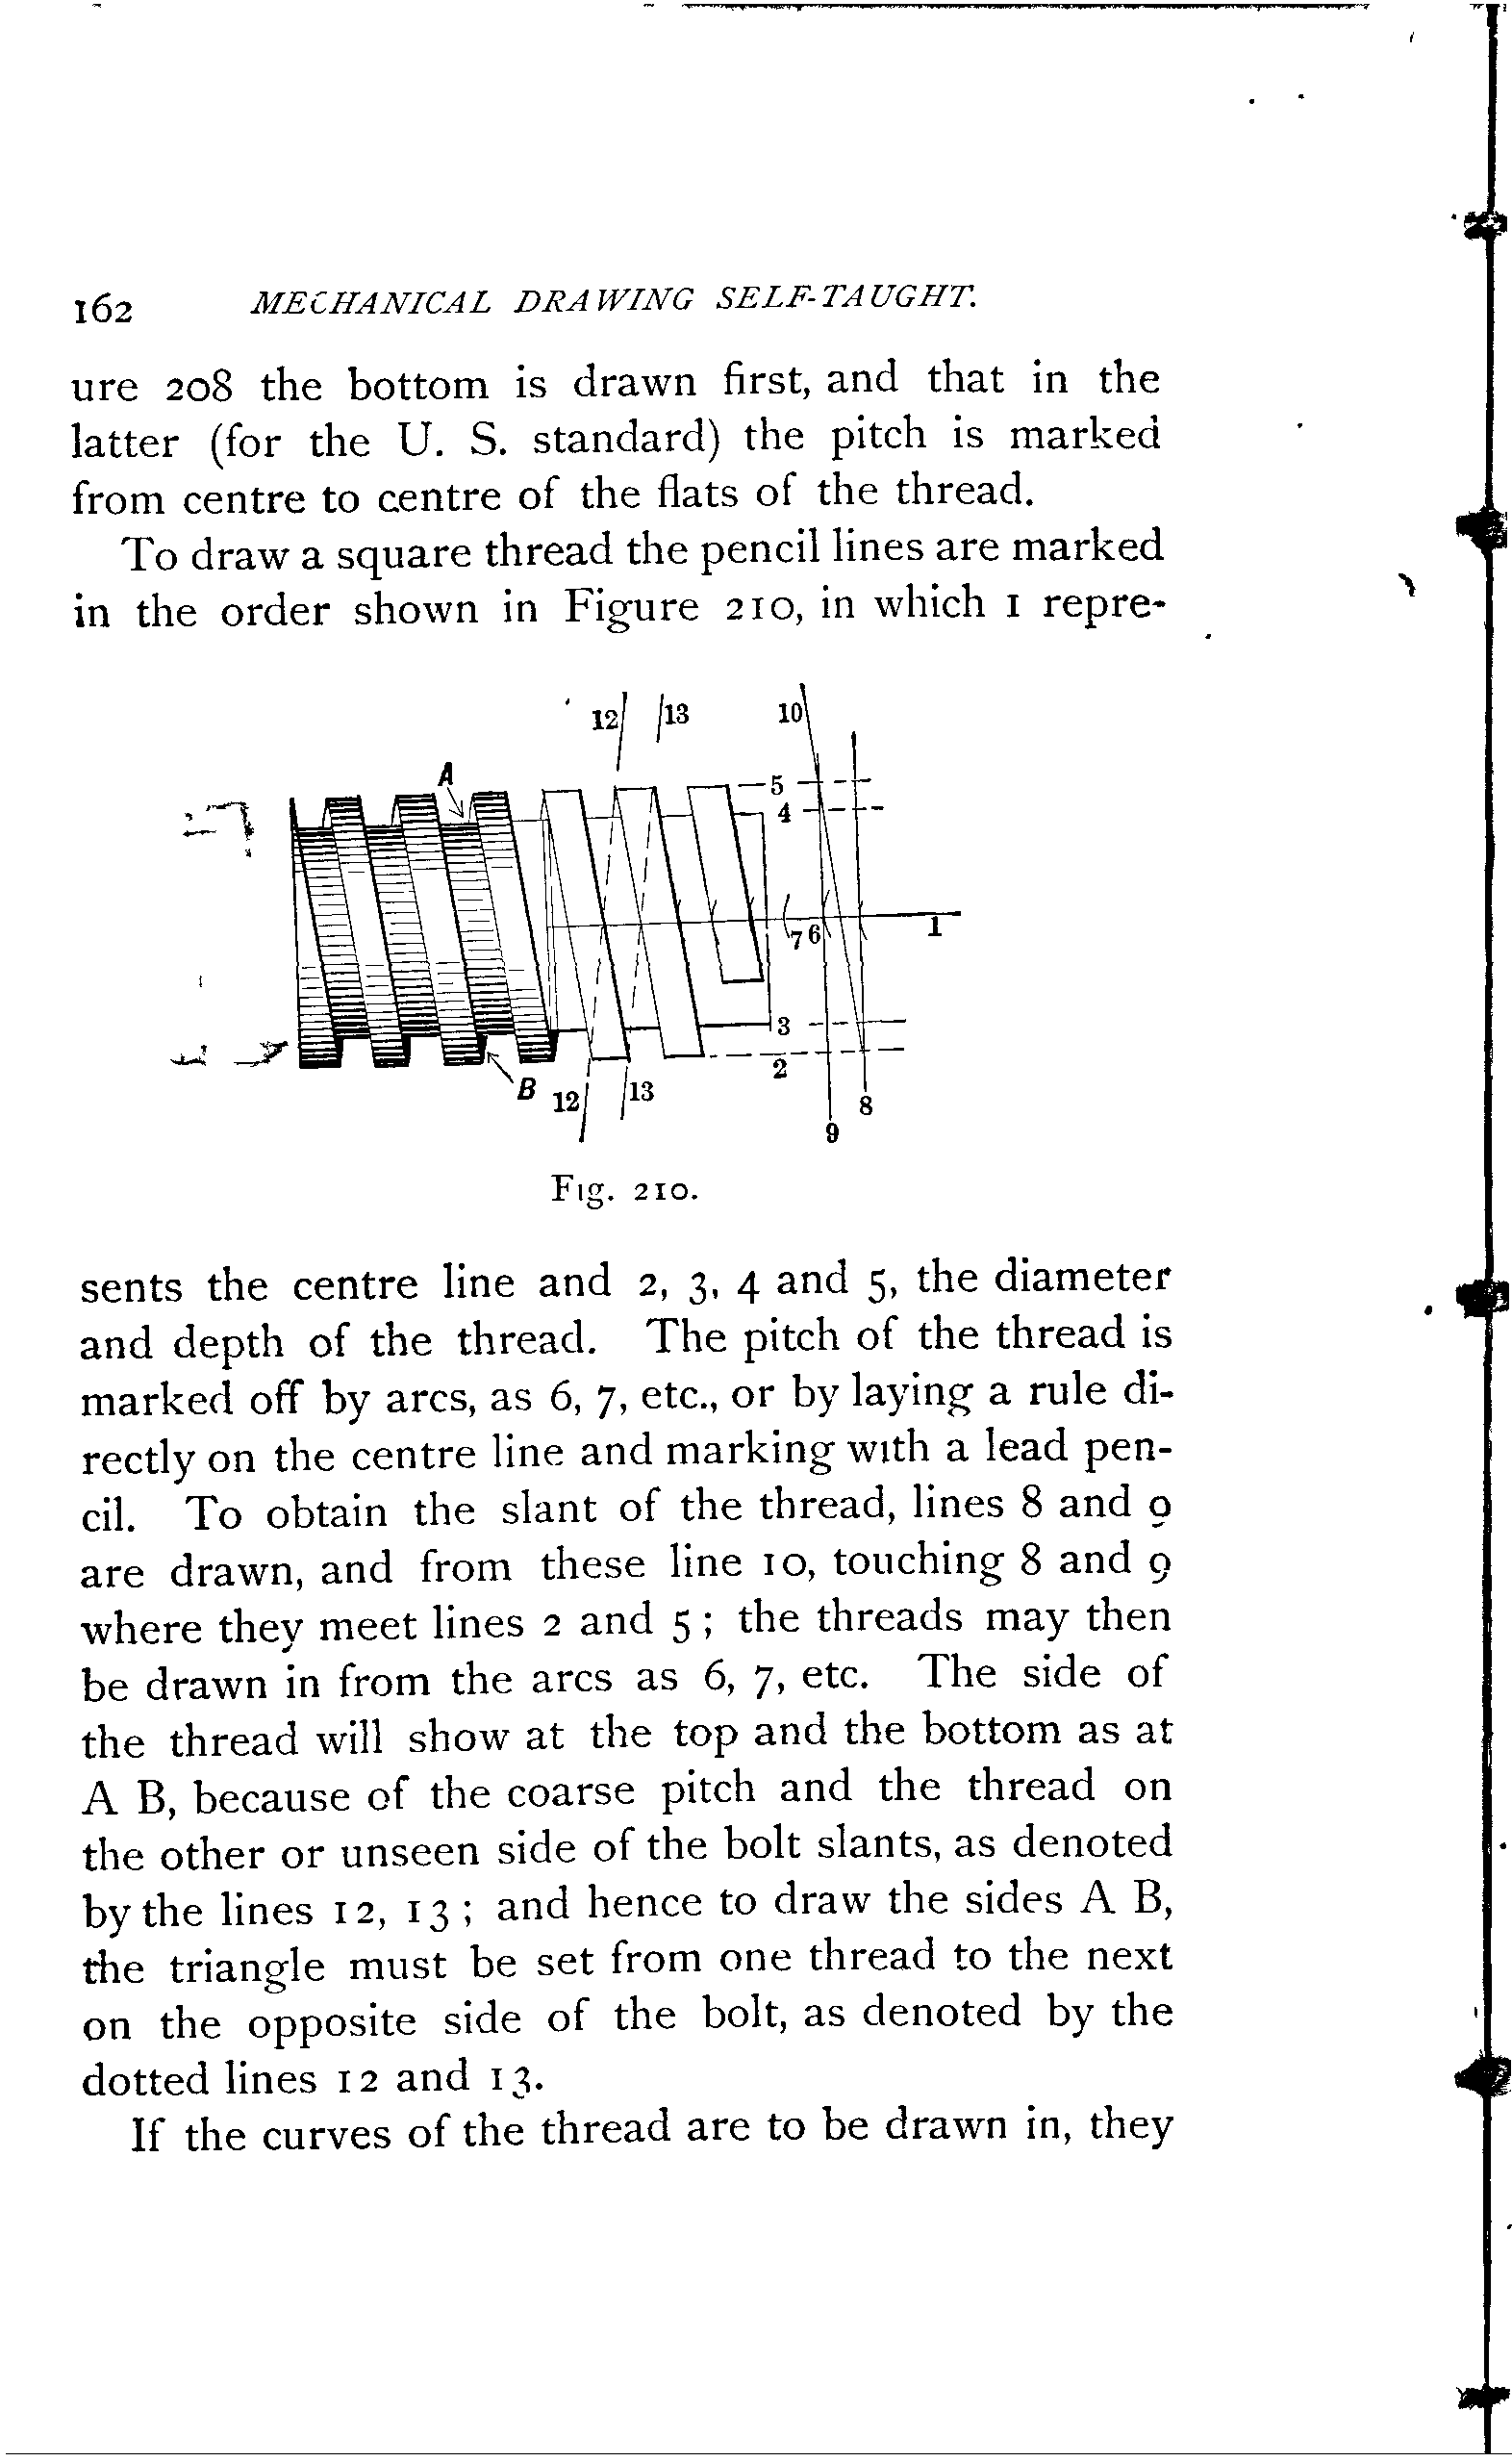 162 MECHANICAL DRAWING SELF-TAUGHT.
ure 208 the bottom is drawn first, and that in the
latter (for the U. S. standard) the pitch is marked
from centre to centre of the flats of the thread.
To draw a square thread the pencil lines are marked
in the order shown in Figure 210, in which 1 repre-
12 13 10
A
5
4
7 6 1
3
2
B 12 13 8
9
Fig. 210.
sents the centre line and 2, 3, 4 and 5, the diameter
and depth of the thread. The pitch of the thread is
marked off by arcs, as 6, 7, etc., or by laying a rule di-
rectly on the centre line and marking with a lead pen-
cil. To obtain the slant of the thread, lines 8 and 9
are drawn, and from these line 10, touching 8 and 9
where they meet lines 2 and 5; the threads may then
be drawn in from the arcs as 6, 7, etc. The side of
the thread will show at the top and the bottom as at
A B, because of the coarse pitch and the thread on
the other or unseen side of the bolt slants, as denoted
by the lines 12, 13; and hence to draw the sides A B,
the triangle must be set from one thread to the next
on the opposite side of the bolt, as denoted by the
dotted lines 12 and 13.
If the curves of the thread are to be drawn in, they